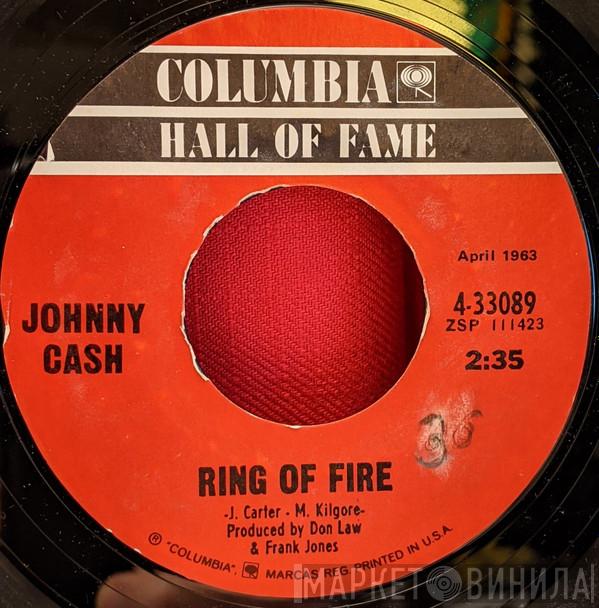 COLUMBIA
HALL OF FAME
April 1963
JOHNNY
CASH
4-33089
ZSP 111423
2:35
36
RING OF FIRE
-J. Carter - M. Kilgore-
Produced by Don Law
& Frank Jones
® "COLUMBIA", MARCAS REG. PRINTED IN U.S.A.
МАРКЕТ ВИНИЛА